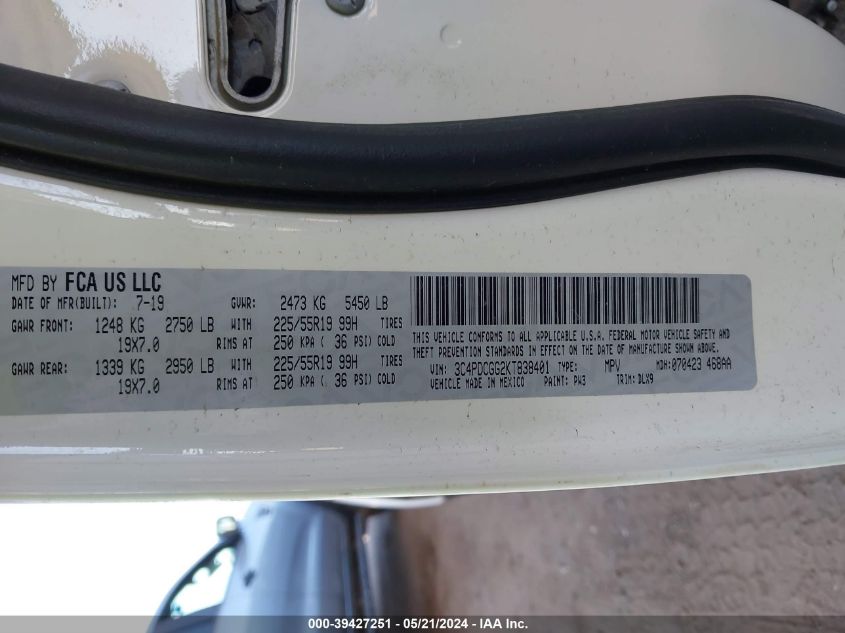 MFD BY FCA US LLC
DATE OF MFR(BUILT): 7-19 GVWR: 2473 KG 5450 LB
GAWR FRONT: 1248 KG 2750 LB WITH 225/55R19 99H TIRES
19X7.0 RIMS AT 250 KPA ( 36 PSI) COLD
GAWR REAR: 1339 KG 2950 LB WITH 225/55R19 99H TIRES
19X7.0 RIMS AT 250 KPA ( 36 PSI) COLD
THIS VEHICLE CONFORMS TO ALL APPLICABLE U.S.A. FEDERAL MOTOR VEHICLE SAFETY AND
THEFT PREVENTION STANDARDS IN EFFECT ON THE DATE OF MANUFACTURE SHOWN ABOVE.
VIN: 3C4PDCGG2KT838401 TYPE: MPV MDH: 070423 468AA
VEHICLE MADE IN MEXICO PAINT: PW3 TRIM: DLX9
000-39427251 - 05/21/2024 - IAA Inc.